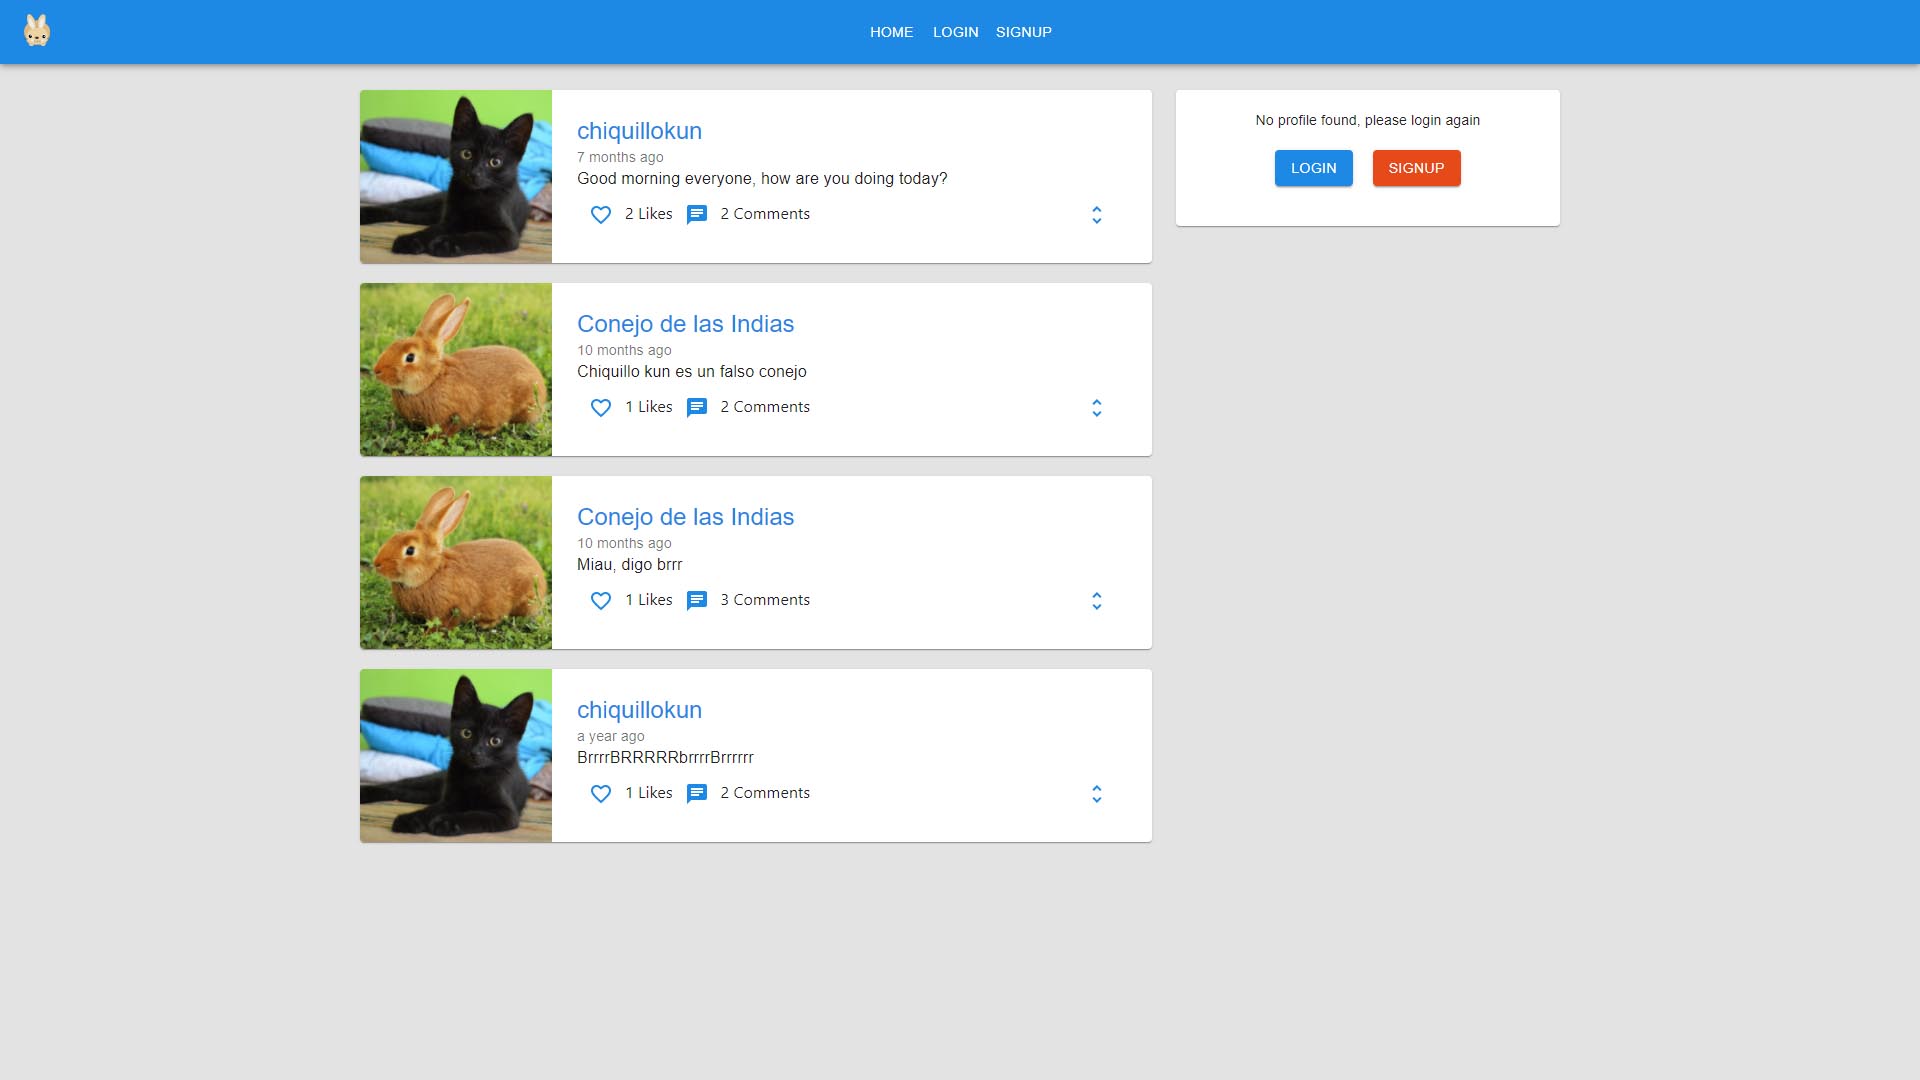 HOME LOGIN SIGNUP
chiquillokun
7 months ago
Good morning everyone, how are you doing today?
2 Likes 2 Comments
Conejo de las Indias
10 months ago
Chiquillo kun es un falso conejo
1 Likes 2 Comments
Conejo de las Indias
10 months ago
Miau, digo brrr
1 Likes 3 Comments
chiquillokun
a year ago
BrrrrBRRRRRbrrrrBrrrrrr
1 Likes 2 Comments
No profile found, please login again
LOGIN SIGNUP